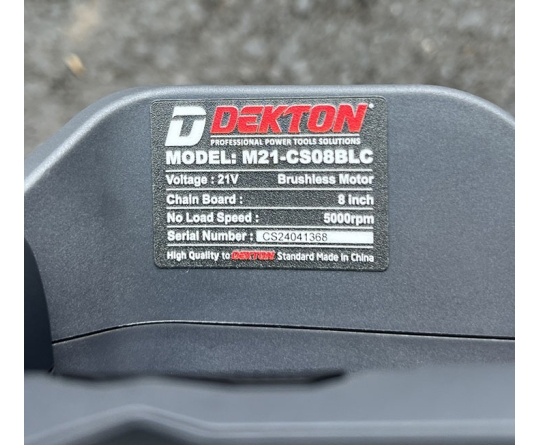 D DEKTON
PROFESSIONAL POWER TOOLS SOLUTIONS
MODEL: M21-CS08BLC
Voltage : 21V Brushless Motor
Chain Board : 8 Inch
No Load Speed : 5000rpm
Serial Number : CS24041368
High Quality to DEKTON Standard Made in China